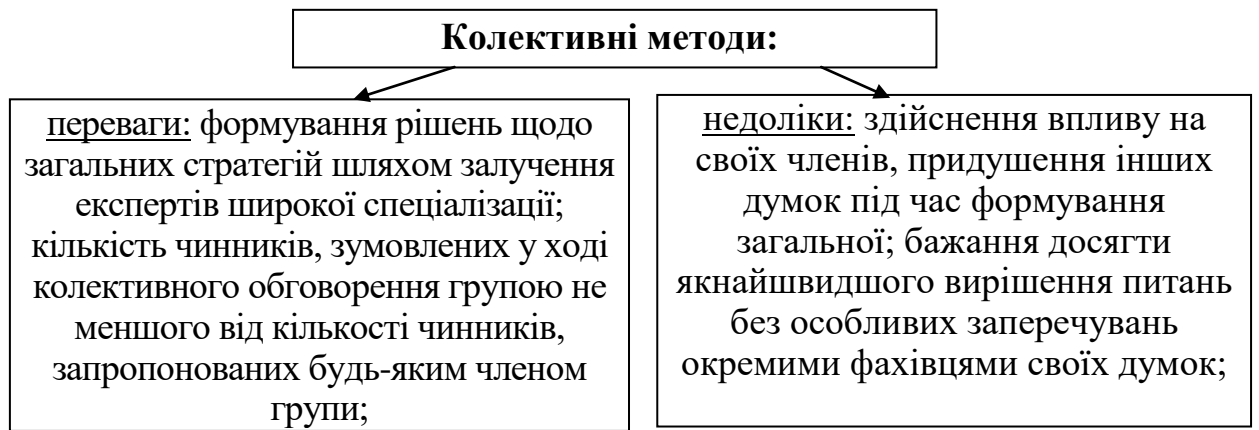 Колективні методи:
переваги: формування рішень щодо
загальних стратегій шляхом залучення
експертів широкої спеціалізації;
кількість чинників, зумовлених у ході
колективного обговорення групою не
меншого від кількості чинників,
запропонованих будь-яким членом
групи;
недоліки: здійснення впливу на
своїх членів, придушення інших
думок під час формування
загальної; бажання досягти
якнайшвидшого вирішення питань
без особливих заперечувань
окремими фахівцями своїх думок;